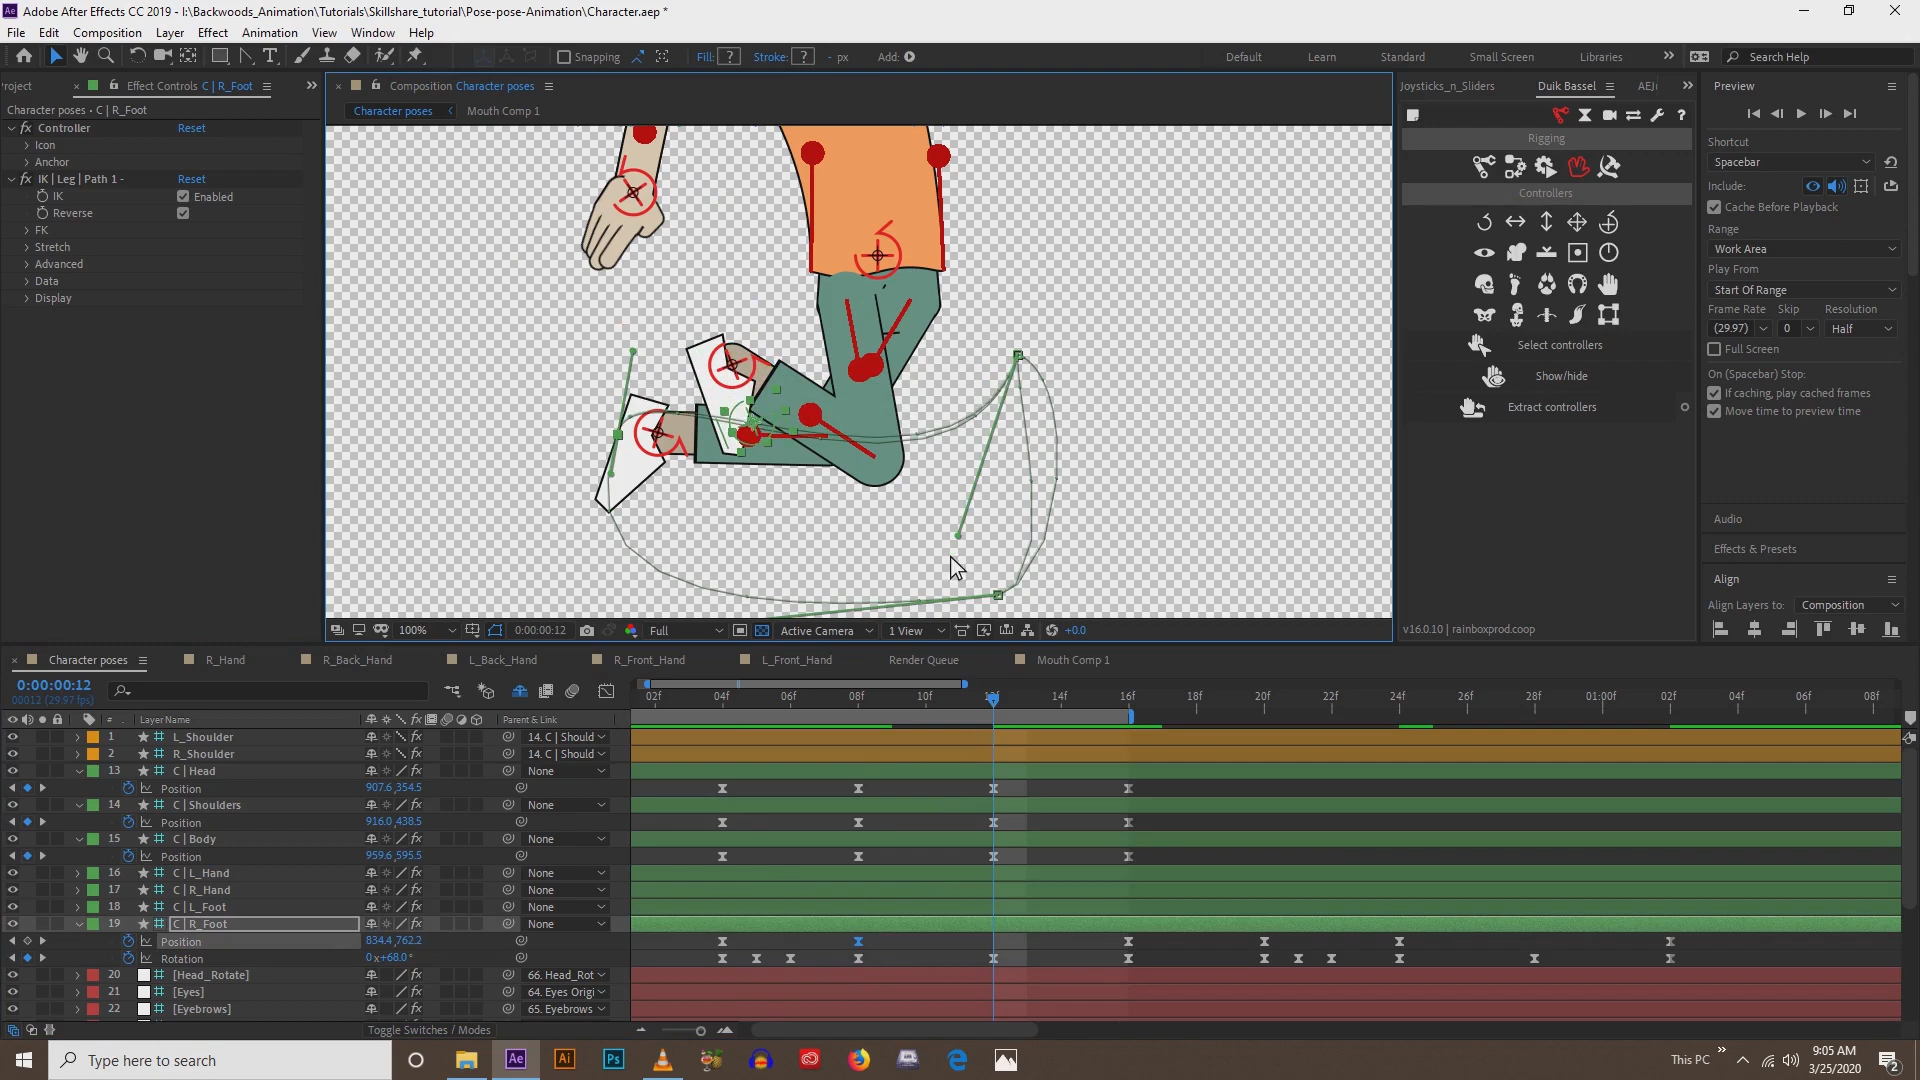 Adobe After Effects CC 2019 - I:\Backwoods_Animation\Tutorials\Skillshare_tutorial\Pose-pose-Animation\Character.aep *
File Edit Composition Layer Effect Animation View Window Help
Snapping Fill: ? Stroke: ? - px Add: Default Learn Standard Small Screen Libraries Search Help
roject Effect Controls C | R_Foot Composition Character poses Joysticks_n_Sliders Duik Bassel AEJ Preview
Character poses • C | R_Foot Character poses Mouth Comp 1
fx Controller Reset
Icon
Anchor
fx IK | Leg | Path 1 - Reset
IK Enabled
Reverse
FK
Stretch
Advanced
Data
Display
Rigging
Controllers
Select controllers
Show/hide
Extract controllers
v16.0.10 | rainboxprod.coop
Shortcut
Spacebar
Include:
Cache Before Playback
Range
Work Area
Play From
Start Of Range
Frame Rate Skip Resolution
(29.97) 0 Half
Full Screen
On (Spacebar) Stop:
If caching, play cached frames
Move time to preview time
Audio
Effects & Presets
Align
Align Layers to: Composition
100% 0:00:00:12 Full Active Camera 1 View +0.0
Character poses R_Hand R_Back_Hand L_Back_Hand R_Front_Hand L_Front_Hand Render Queue Mouth Comp 1
0:00:00:12
00012 (29.97 fps)
02f 04f 06f 08f 10f 12f 14f 16f 18f 20f 22f 24f 26f 28f 01:00f 02f 04f 06f 08f
# Layer Name Parent & Link
1 L_Shoulder 14. C | Should
2 R_Shoulder 14. C | Should
13 C | Head None
Position 907.6,354.5
14 C | Shoulders None
Position 916.0,438.5
15 C | Body None
Position 959.6,595.5
16 C | L_Hand None
17 C | R_Hand None
18 C | L_Foot None
19 C | R_Foot None
Position 834.4,762.2
Rotation 0x+68.0°
20 [Head_Rotate] 66. Head_Rot
21 [Eyes] 64. Eyes Origi
22 [Eyebrows] 65. Eyebrows
Toggle Switches / Modes
Type here to search Ae Ai Ps This PC 9:05 AM
3/25/2020 2